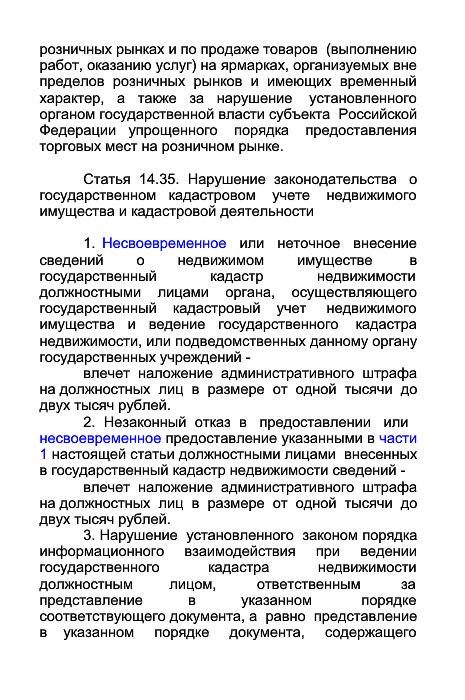 розничных рынках и по продаже товаров (выполнению
работ, оказанию услуг) на ярмарках, организуемых вне
пределов розничных рынков и имеющих временный
характер, а также за нарушение установленного
органом государственной власти субъекта Российской
Федерации упрощенного порядка предоставления
торговых мест на розничном рынке.
Статья 14.35. Нарушение законодательства о
государственном кадастровом учете недвижимого
имущества и кадастровой деятельности
1. Несвоевременное или неточное внесение
сведений о недвижимом имуществе в
государственный кадастр недвижимости
должностными лицами органа, осуществляющего
государственный кадастровый учет недвижимого
имущества и ведение государственного кадастра
недвижимости, или подведомственных данному органу
государственных учреждений -
влечет наложение административного штрафа
на должностных лиц в размере от одной тысячи до
двух тысяч рублей.
2. Незаконный отказ в предоставлении или
несвоевременное предоставление указанными в части
1 настоящей статьи должностными лицами внесенных
в государственный кадастр недвижимости сведений -
влечет наложение административного штрафа
на должностных лиц в размере от одной тысячи до
двух тысяч рублей.
3. Нарушение установленного законом порядка
информационного взаимодействия при ведении
государственного кадастра недвижимости
должностным лицом, ответственным за
представление в указанном порядке
соответствующего документа, а равно представление
в указанном порядке документа, содержащего